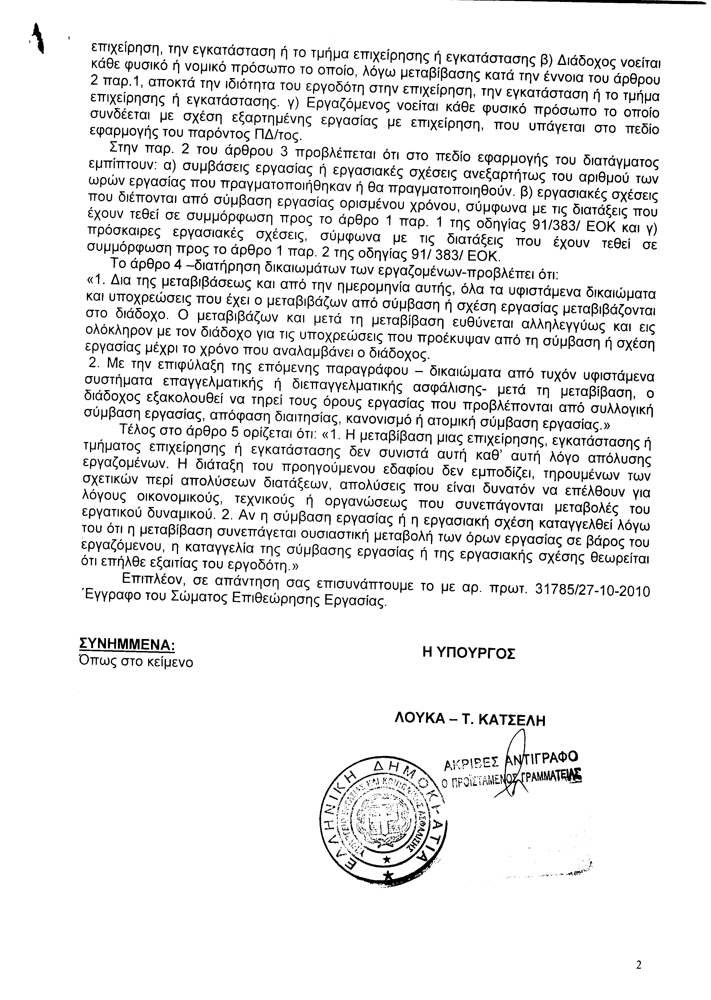 επιχείρηση, την εγκατάσταση ή το τμήμα επιχείρησης ή εγκατάστασης β) Διάδοχος νοείται
κάθε φυσικό ή νομικό πρόσωπο το οποίο, λόγω μεταβίβασης κατά την έννοια του άρθρου
2 παρ.1, αποκτά την ιδιότητα του εργοδότη στην επιχείρηση, την εγκατάσταση ή το τμήμα
επιχείρησης ή εγκατάστασης. γ) Εργαζόμενος νοείται κάθε φυσικό πρόσωπο το οποίο
συνδέεται με σχέση εξαρτημένης εργασίας με επιχείρηση, που υπάγεται στο πεδίο
εφαρμογής του παρόντος ΠΔ/τος.
Στην παρ. 2 του άρθρου 3 προβλέπεται ότι στο πεδίο εφαρμογής του διατάγματος
εμπίπτουν: α) συμβάσεις εργασίας ή εργασιακές σχέσεις ανεξαρτήτως του αριθμού των
ωρών εργασίας που πραγματοποιήθηκαν ή θα πραγματοποιηθούν. β) εργασιακές σχέσεις
που διέπονται από σύμβαση εργασίας ορισμένου χρόνου, σύμφωνα με τις διατάξεις που
έχουν τεθεί σε συμμόρφωση προς το άρθρο 1 παρ. 1 της οδηγίας 91/383/ ΕΟΚ και γ)
πρόσκαιρες εργασιακές σχέσεις, σύμφωνα με τις διατάξεις που έχουν τεθεί σε
συμμόρφωση προς το άρθρο 1 παρ. 2 της οδηγίας 91/ 383/ ΕΟΚ.
Το άρθρο 4 –διατήρηση δικαιωμάτων των εργαζομένων-προβλέπει ότι:
«1. Δια της μεταβιβάσεως και από την ημερομηνία αυτής, όλα τα υφιστάμενα δικαιώματα
και υποχρεώσεις που έχει ο μεταβιβάζων από σύμβαση ή σχέση εργασίας μεταβιβάζονται
στο διάδοχο. Ο μεταβιβάζων και μετά τη μεταβίβαση ευθύνεται αλληλεγγύως και εις
ολόκληρον με τον διάδοχο για τις υποχρεώσεις που προέκυψαν από τη σύμβαση ή σχέση
εργασίας μέχρι το χρόνο που αναλαμβάνει ο διάδοχος.
2. Με την επιφύλαξη της επόμενης παραγράφου – δικαιώματα από τυχόν υφιστάμενα
συστήματα επαγγελματικής ή διεπαγγελματικής ασφάλισης- μετά τη μεταβίβαση, ο
διάδοχος εξακολουθεί να τηρεί τους όρους εργασίας που προβλέπονται από συλλογική
σύμβαση εργασίας, απόφαση διαιτησίας, κανονισμό ή ατομική σύμβαση εργασίας.»
Τέλος στο άρθρο 5 ορίζεται ότι: «1. Η μεταβίβαση μιας επιχείρησης, εγκατάστασης ή
τμήματος επιχείρησης ή εγκατάστασης δεν συνιστά αυτή καθ’ αυτή λόγο απόλυσης
εργαζομένων. Η διάταξη του προηγούμενου εδαφίου δεν εμποδίζει, τηρουμένων των
σχετικών περί απολύσεων διατάξεων, απολύσεις που είναι δυνατόν να επέλθουν για
λόγους οικονομικούς, τεχνικούς ή οργανώσεως που συνεπάγονται μεταβολές του
εργατικού δυναμικού. 2. Αν η σύμβαση εργασίας ή η εργασιακή σχέση καταγγελθεί λόγω
του ότι η μεταβίβαση συνεπάγεται ουσιαστική μεταβολή των όρων εργασίας σε βάρος του
εργαζόμενου, η καταγγελία της σύμβασης εργασίας ή της εργασιακής σχέσης θεωρείται
ότι επήλθε εξαιτίας του εργοδότη.»
Επιπλέον, σε απάντηση σας επισυνάπτουμε το με αρ. πρωτ. 31785/27-10-2010
Έγγραφο του Σώματος Επιθεώρησης Εργασίας.
ΣΥΝΗΜΜΕΝΑ:
Όπως στο κείμενο
Η ΥΠΟΥΡΓΟΣ
ΛΟΥΚΑ – Τ. ΚΑΤΣΕΛΗ
ΑΚΡΙΒΕΣ ΑΝΤΙΓΡΑΦΟ
Ο ΠΡΟΪΣΤΑΜΕΝΟΣ ΓΡΑΜΜΑΤΕΙΑΣ
ΕΛΛΗΝΙΚΗ ΔΗΜΟΚΡΑΤΙΑ
ΥΠΟΥΡΓΕΙΟ ΕΡΓΑΣΙΑΣ ΚΑΙ ΚΟΙΝΩΝΙΚΗΣ ΑΣΦΑΛΙΣΗΣ
2